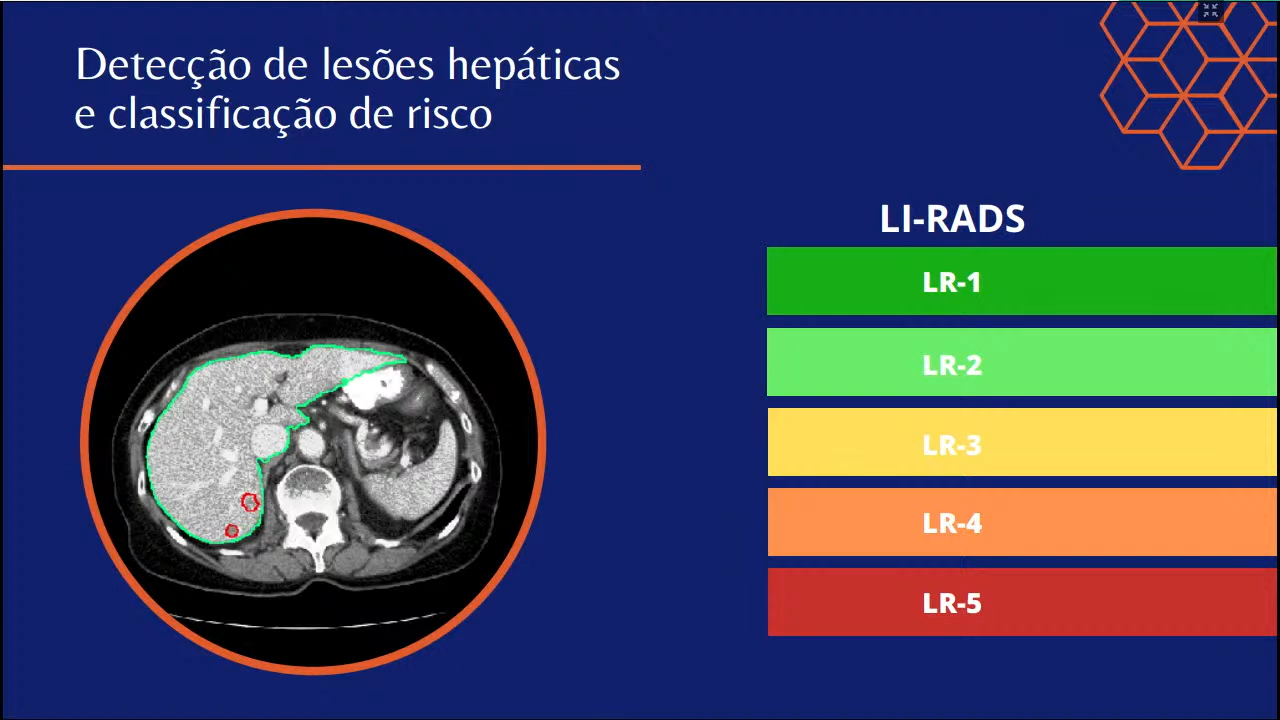 Detecção de lesões hepáticas
e classificação de risco
LI-RADS
LR-1
LR-2
LR-3
LR-4
LR-5